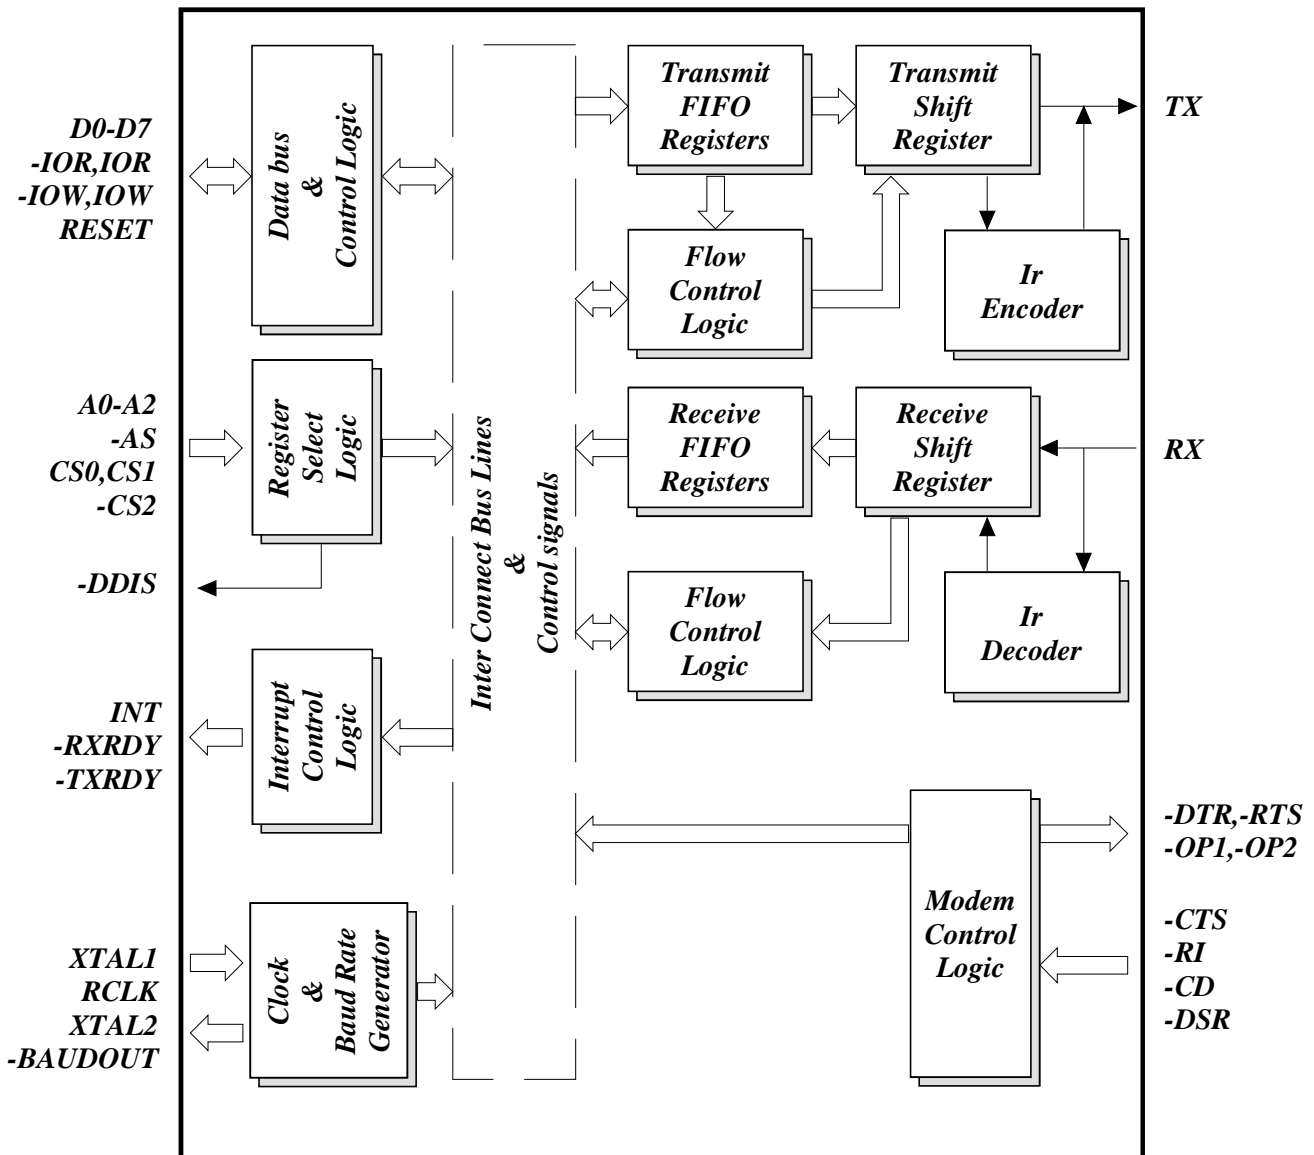 D0-D7
-IOR,IOR
-IOW,IOW
RESET
Data bus
&
Control Logic
A0-A2
-AS
CS0,CS1
-CS2
Register
Select
Logic
-DDIS
INT
-RXRDY
-TXRDY
Interrupt
Control
Logic
XTAL1
RCLK
XTAL2
-BAUDOUT
Clock
&
Baud Rate
Generator
Inter Connect Bus Lines
&
Control signals
Transmit
FIFO
Registers
Transmit
Shift
Register
TX
Flow
Control
Logic
Ir
Encoder
Receive
FIFO
Registers
Receive
Shift
Register
RX
Flow
Control
Logic
Ir
Decoder
Modem
Control
Logic
-DTR,-RTS
-OP1,-OP2
-CTS
-RI
-CD
-DSR